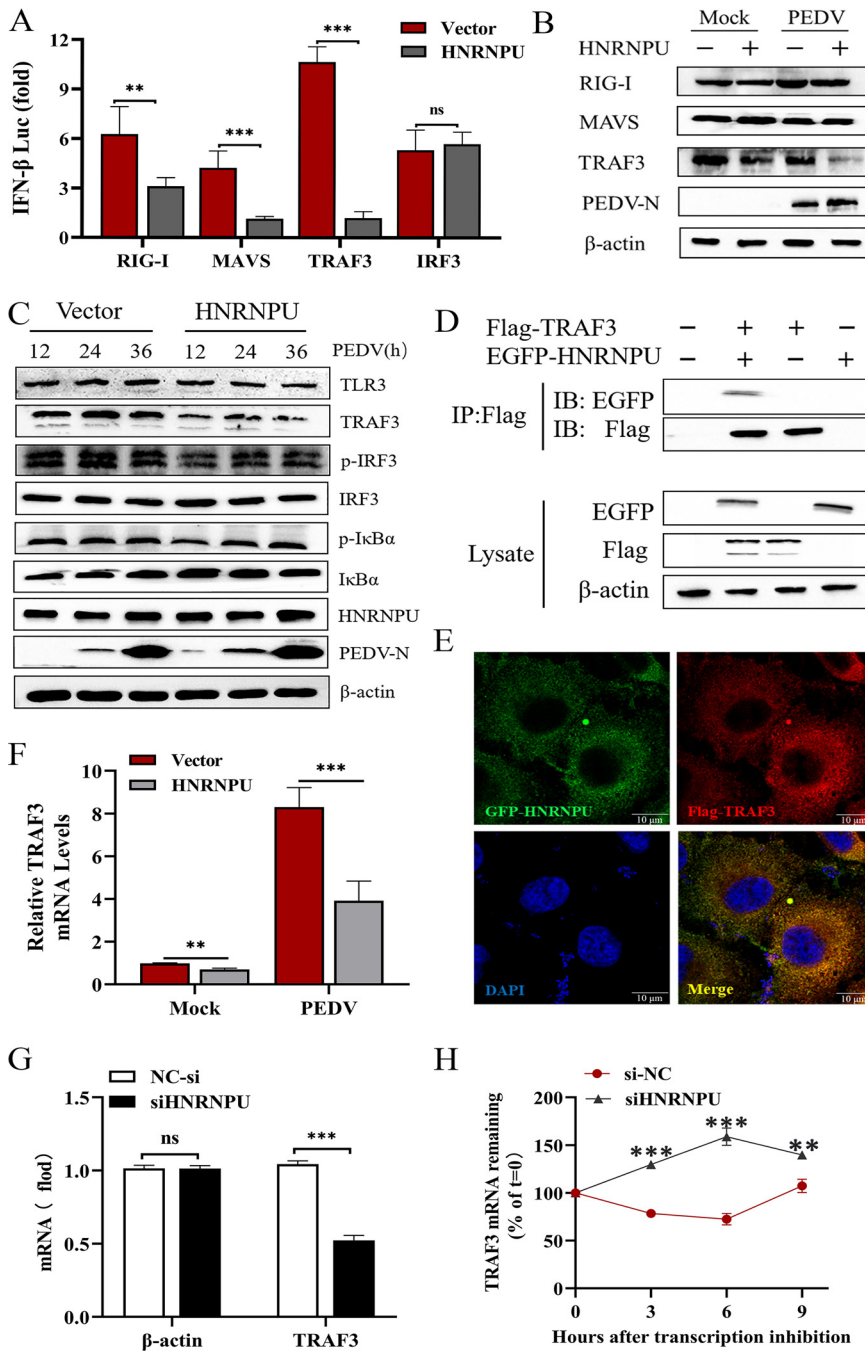 A
IFN-β Luc (fold)
12
9
6
3
0
Vector
HNRNPU
**
***
***
ns
RIG-I MAVS TRAF3 IRF3
B
Mock PEDV
HNRNPU − + − +
RIG-I
MAVS
TRAF3
PEDV-N
β-actin
C
Vector HNRNPU
12 24 36 12 24 36 PEDV(h)
TLR3
TRAF3
p-IRF3
IRF3
p-IκBα
IκBα
HNRNPU
PEDV-N
β-actin
D
Flag-TRAF3 − + + −
EGFP-HNRNPU − + − +
IP:Flag
IB: EGFP
IB: Flag
Lysate
EGFP
Flag
β-actin
E
GFP-HNRNPU
10 μm
Flag-TRAF3
10 μm
DAPI
10 μm
Merge
10 μm
F
Relative TRAF3
mRNA Levels
10
8
6
4
2
0
Vector
HNRNPU
**
***
Mock PEDV
G
mRNA ( flod
1.5
1.0
0.5
0.0
NC-si
siHNRNPU
ns
***
β-actin TRAF3
H
TRAF3 mRNA remaining
(% of t=0)
200
150
100
50
0
si-NC
siHNRNPU
***
***
**
0 3 6 9
Hours after transcription inhibition